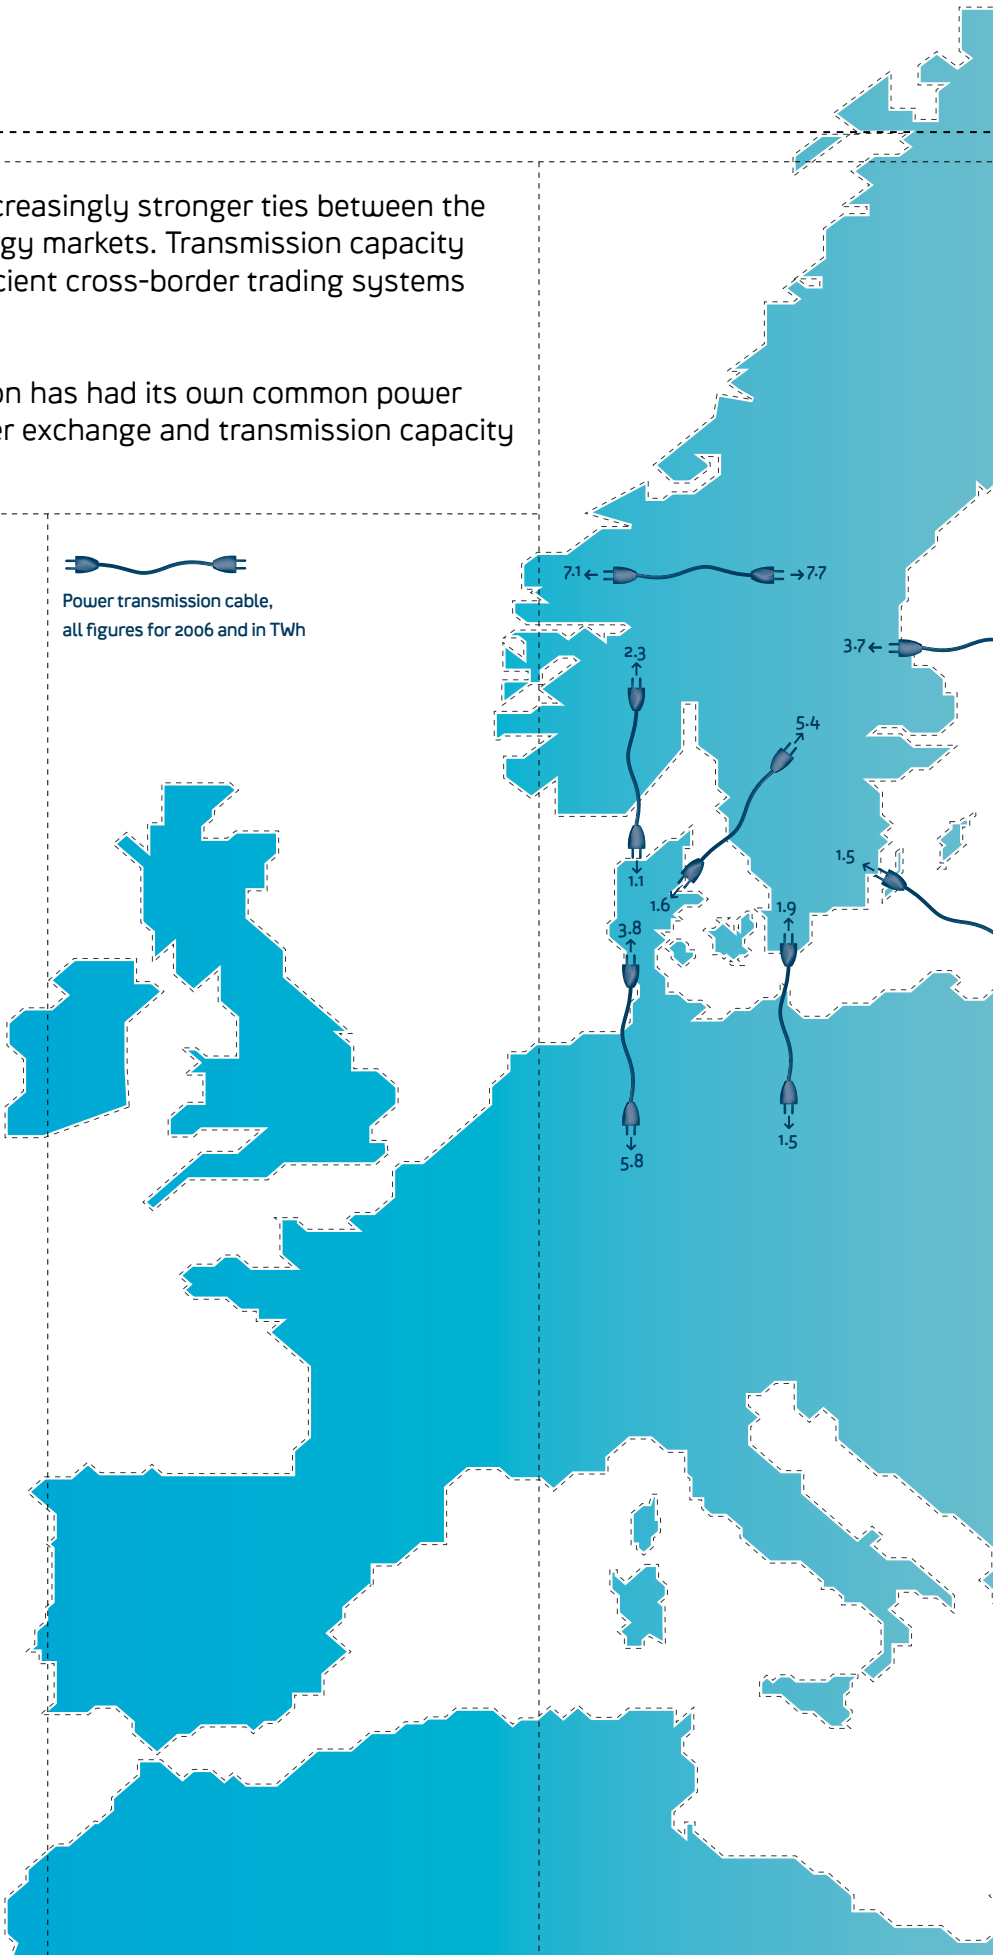 creasingly stronger ties between the
gy markets. Transmission capacity
cient cross-border trading systems
on has had its own common power
er exchange and transmission capacity
Power transmission cable,
all figures for 2006 and in TWh
7.1
7.7
3.7
2.3
5.4
1.5
1.1
1.6
1.9
3.8
1.5
5.8